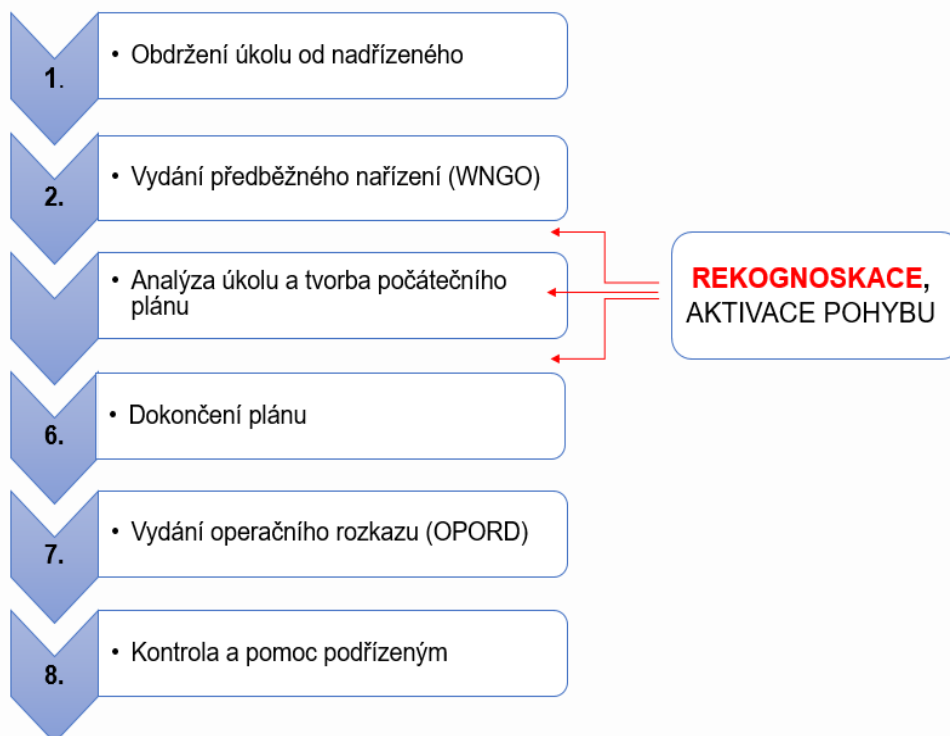 1.
• Obdržení úkolu od nadřízeného
2.
• Vydání předběžného nařízení (WNGO)
• Analýza úkolu a tvorba počátečního
plánu
REKOGNOSKACE,
AKTIVACE POHYBU
6.
• Dokončení plánu
7.
• Vydání operačního rozkazu (OPORD)
8.
• Kontrola a pomoc podřízeným